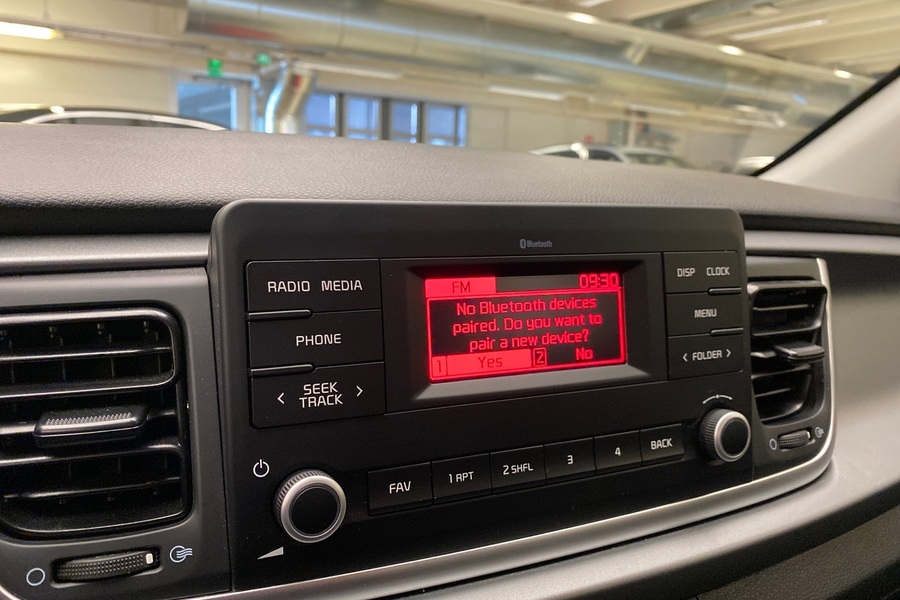 Bluetooth
RADIO MEDIA
PHONE
SEEK
TRACK
FM 09:30
No Bluetooth devices
paired. Do you want to
pair a new device?
1 Yes 2 No
DISP CLOCK
MENU
FOLDER
FAV 1 RPT 2 SHFL 3 4 BACK